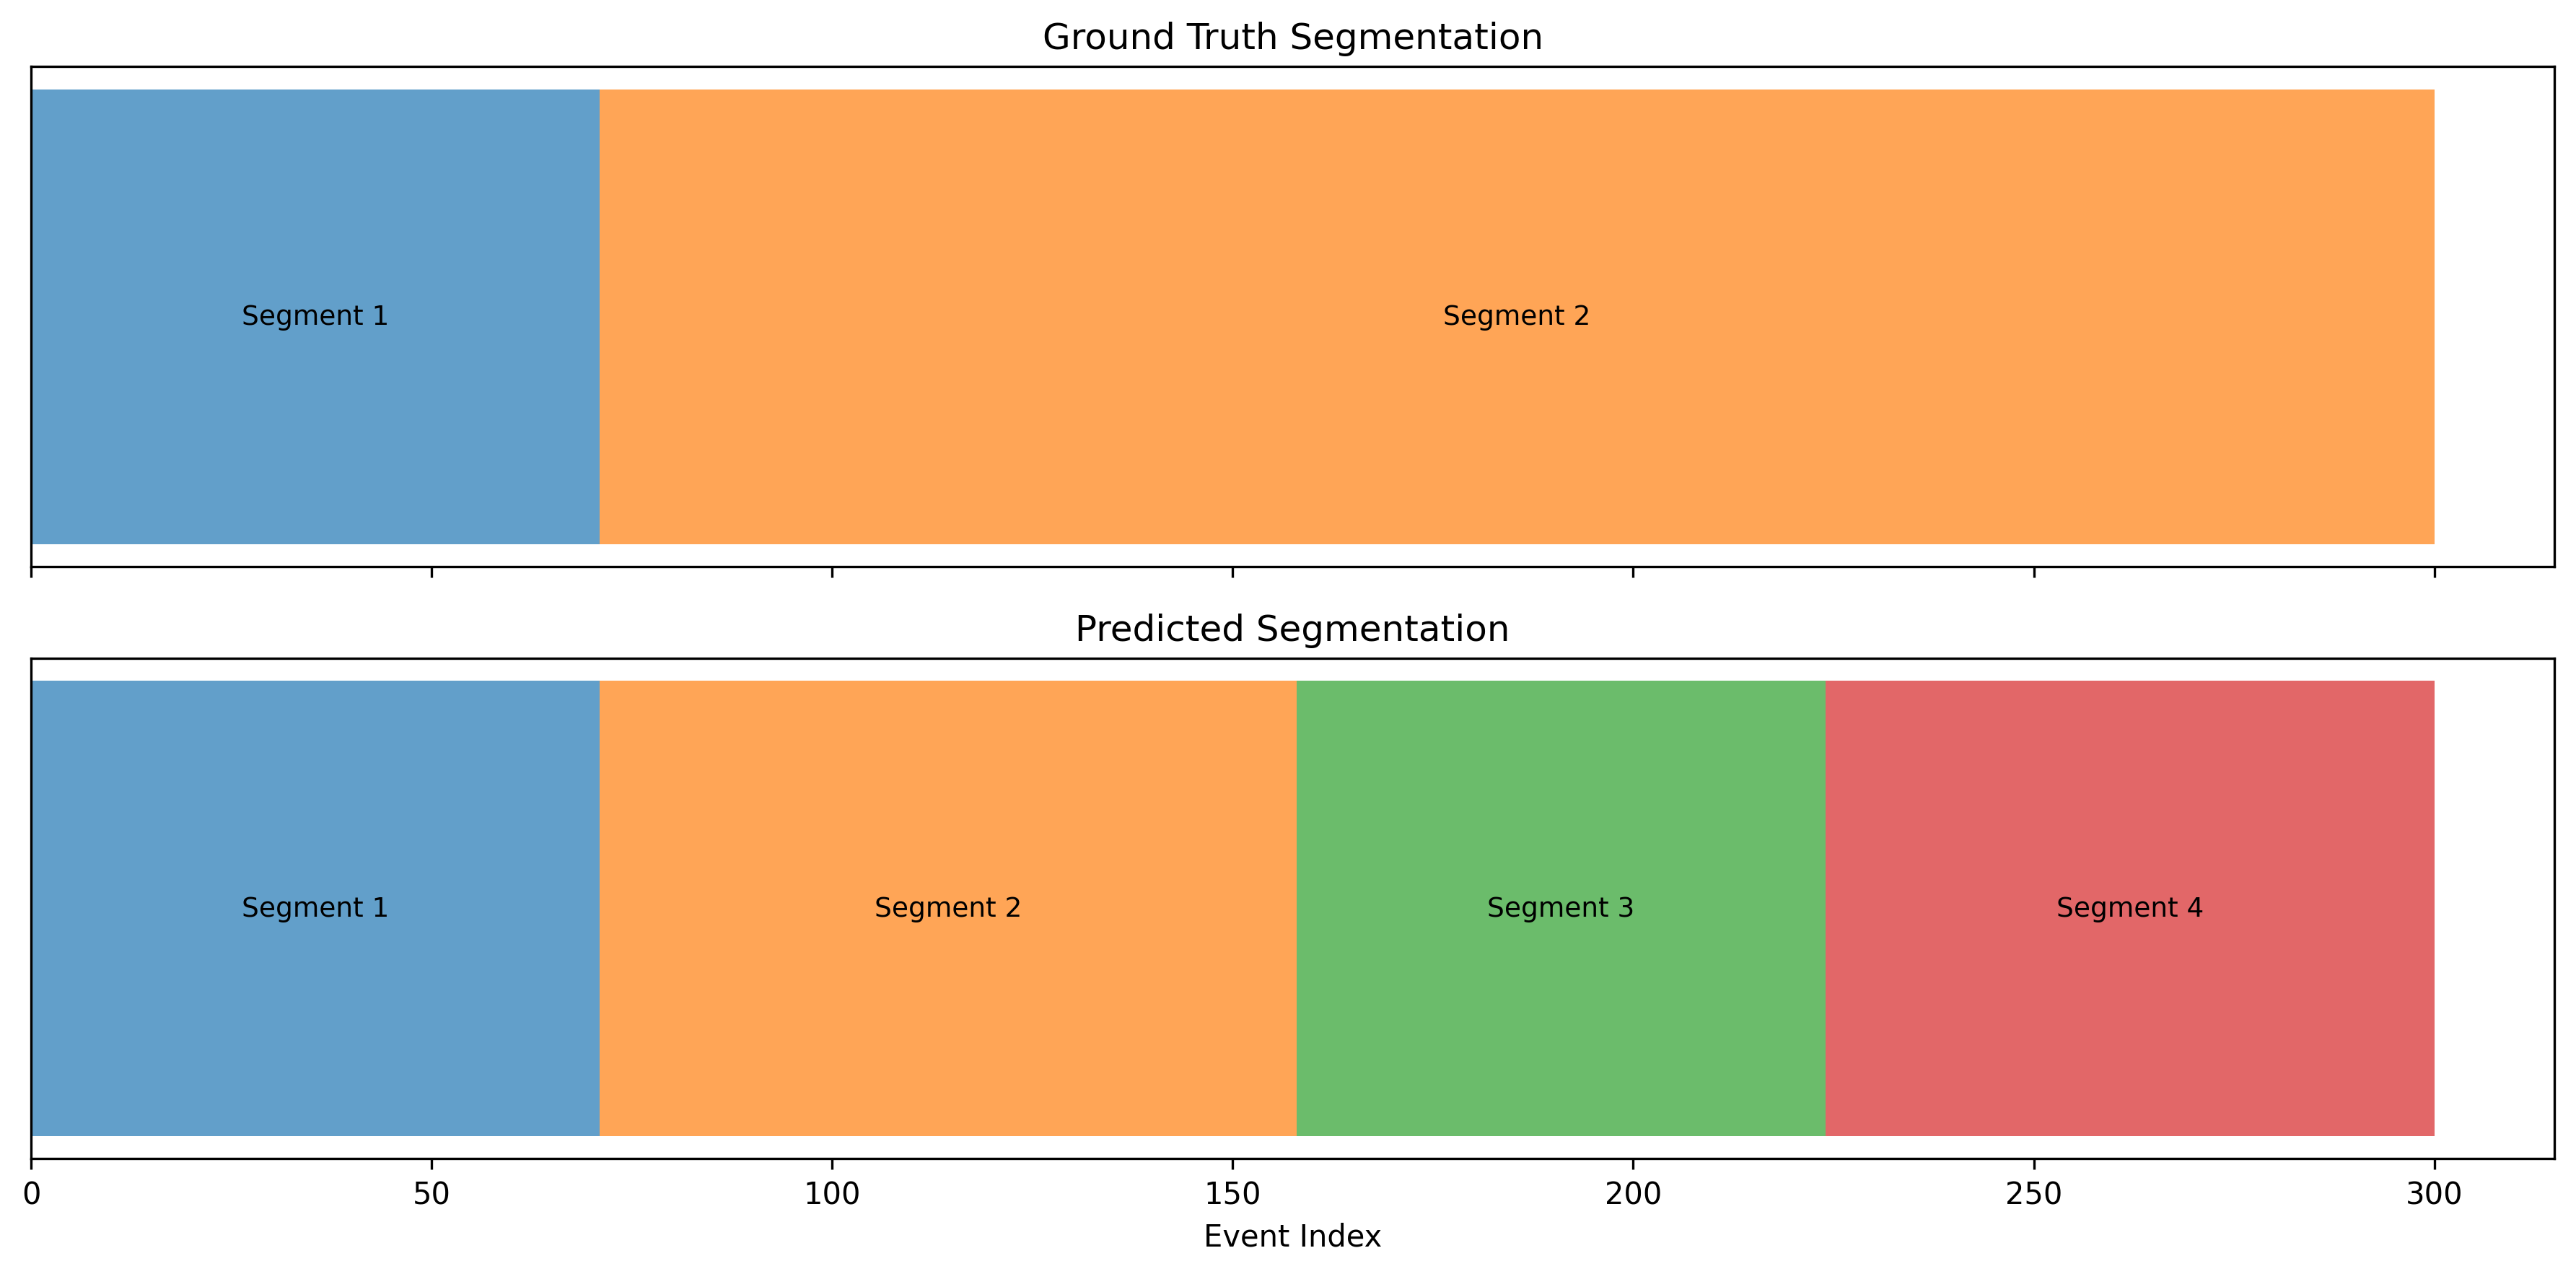 Ground Truth Segmentation
Segment 1
Segment 2
Predicted Segmentation
Segment 1
Segment 2
Segment 3
Segment 4
0
50
100
150
200
250
300
Event Index